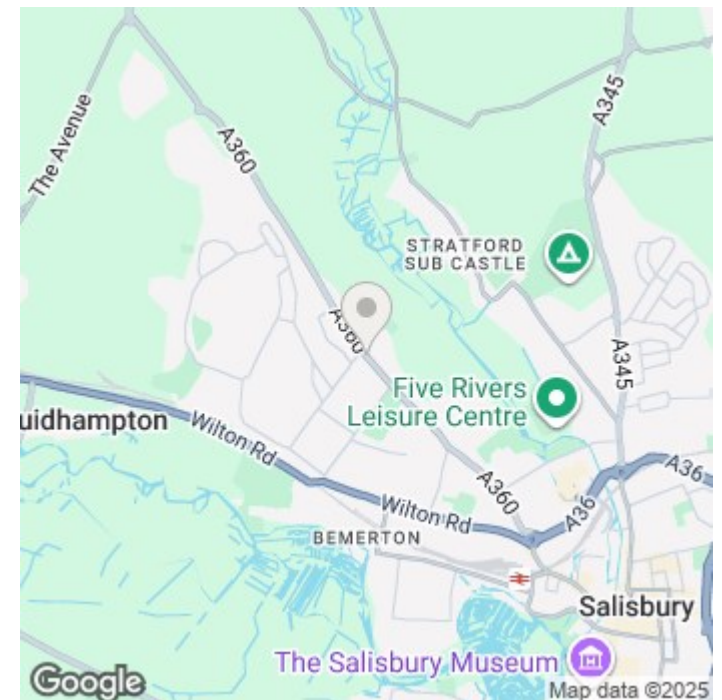 The Avenue
A360
A345
STRATFORD
SUB CASTLE
A360
A345
Five Rivers
Leisure Centre
uidhampton
Wilton Rd
A360
A36
A36
Wilton Rd
BEMERTON
Salisbury
The Salisbury Museum
Google
Map data ©2025